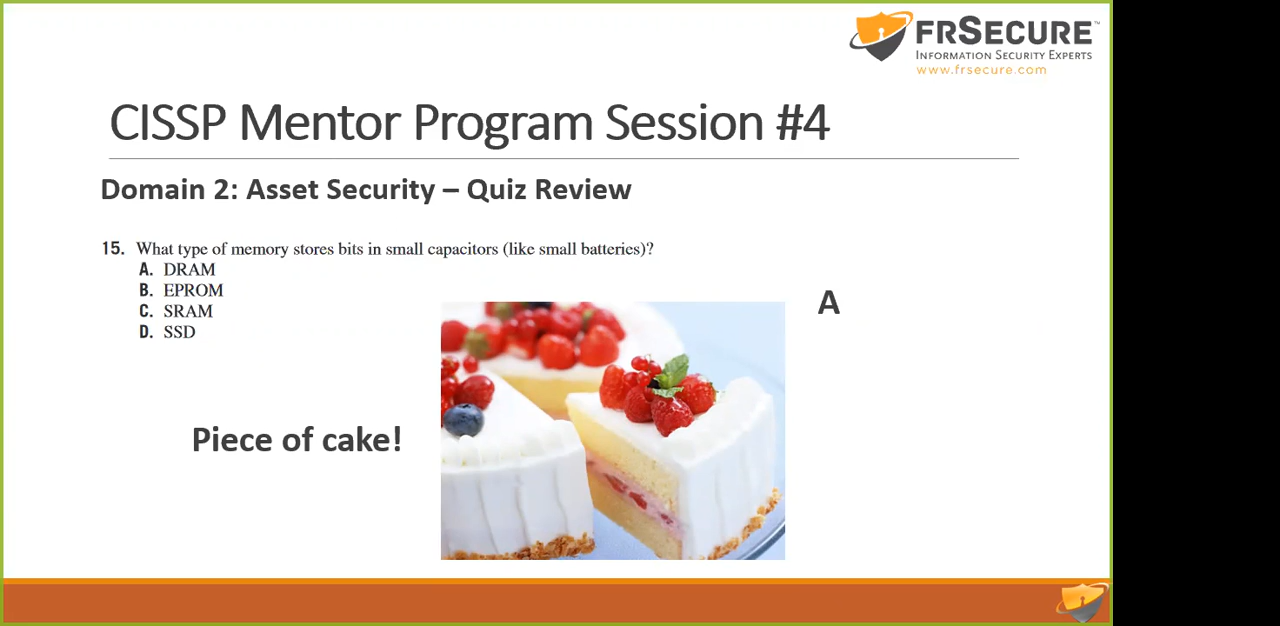 FRSECURE™
INFORMATION SECURITY EXPERTS
www.frsecure.com
CISSP Mentor Program Session #4
Domain 2: Asset Security – Quiz Review
15. What type of memory stores bits in small capacitors (like small batteries)?
A. DRAM
B. EPROM
C. SRAM
D. SSD
A
Piece of cake!